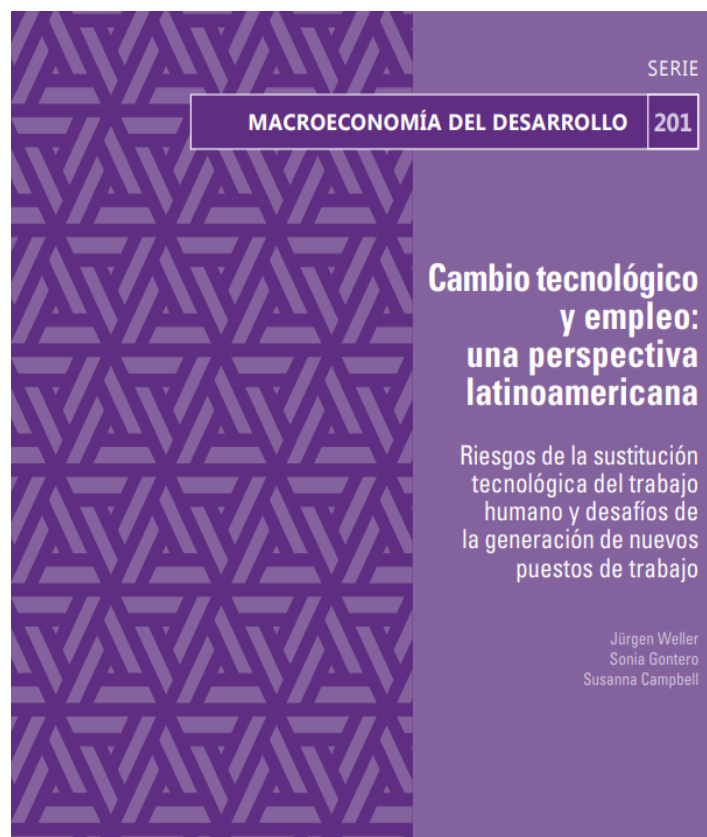 SERIE
MACROECONOMÍA DEL DESARROLLO 201
Cambio tecnológico
y empleo:
una perspectiva
latinoamericana
Riesgos de la sustitución
tecnológica del trabajo
humano y desafíos de
la generación de nuevos
puestos de trabajo
Jürgen Weller
Sonia Gontero
Susanna Campbell